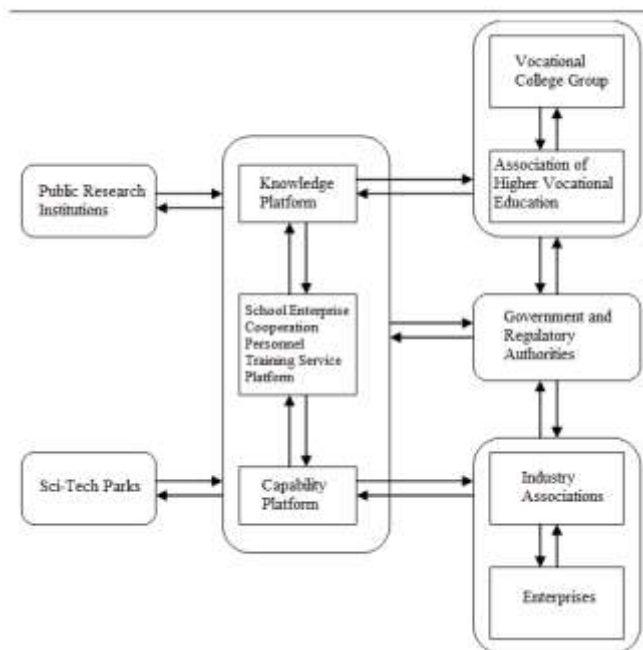 Vocational
College Group
Public Research
Institutions
Knowledge
Platform
Association of
Higher Vocational
Education
School Enterprise
Cooperation
Personnel
Training Service
Platform
Government and
Regulatory
Authorities
Sci-Tech Parks
Capability
Platform
Industry
Associations
Enterprises